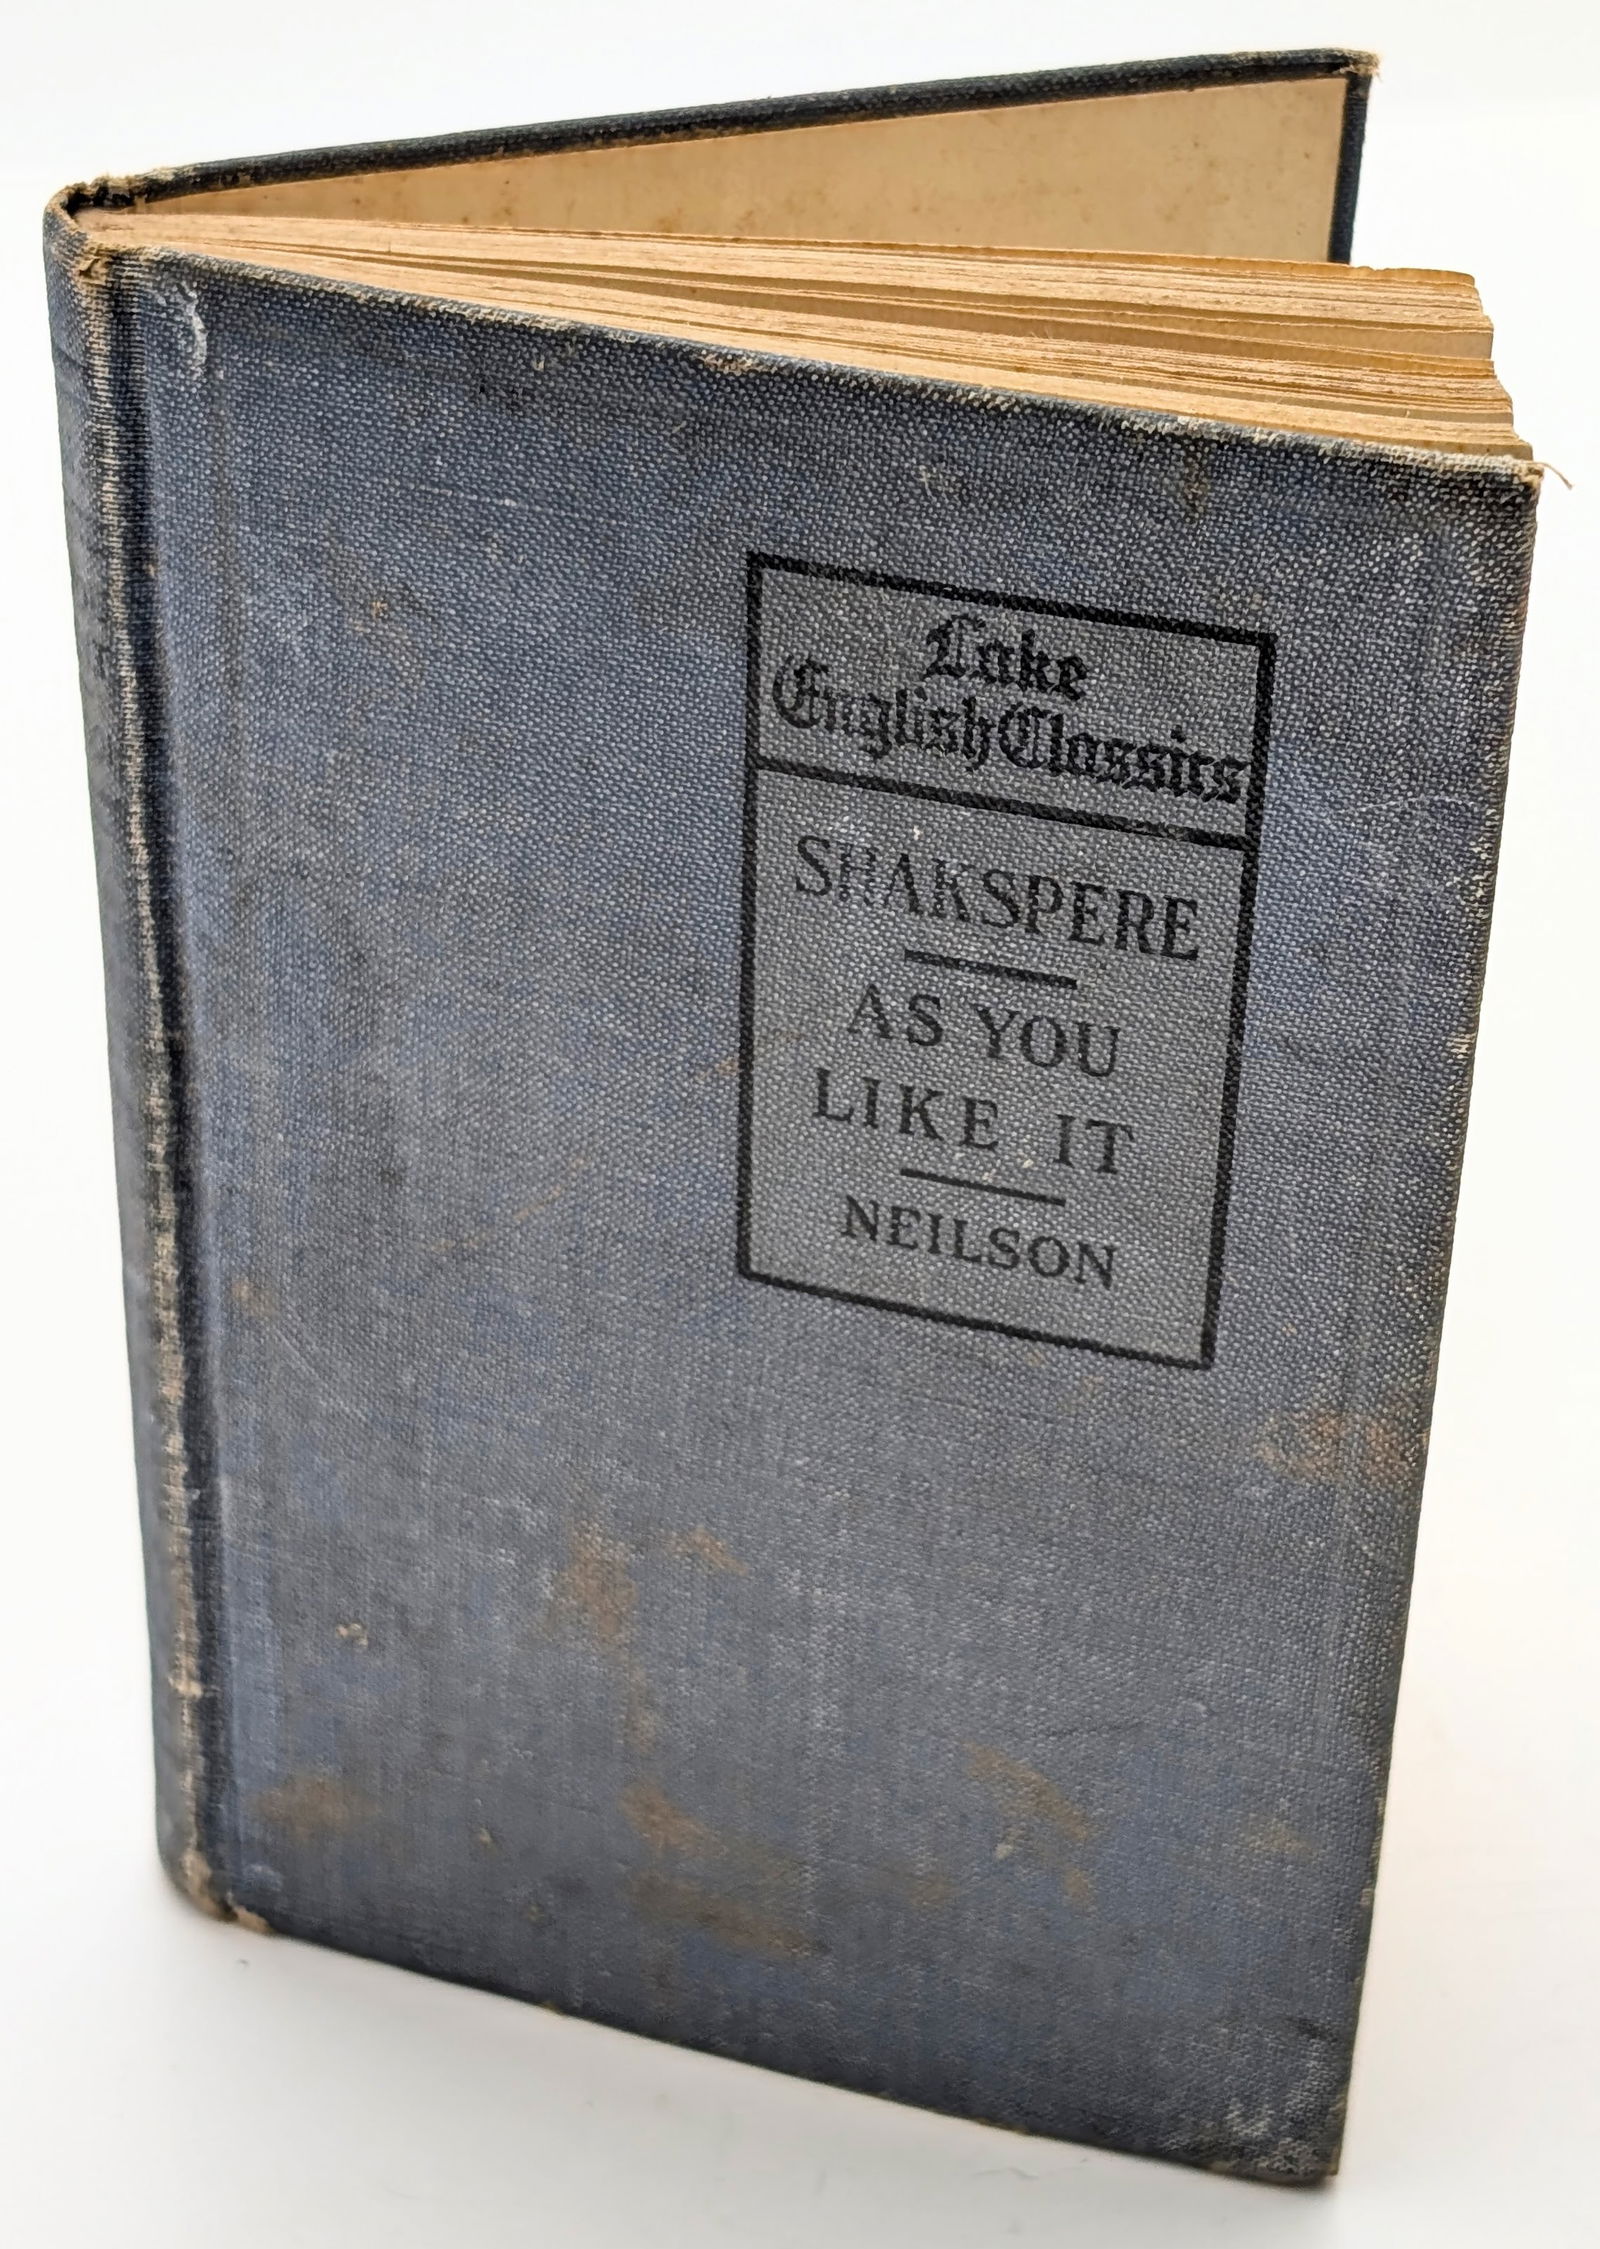 Lake
English Classics
SHAKSPERE
AS YOU
LIKE IT
NEILSON